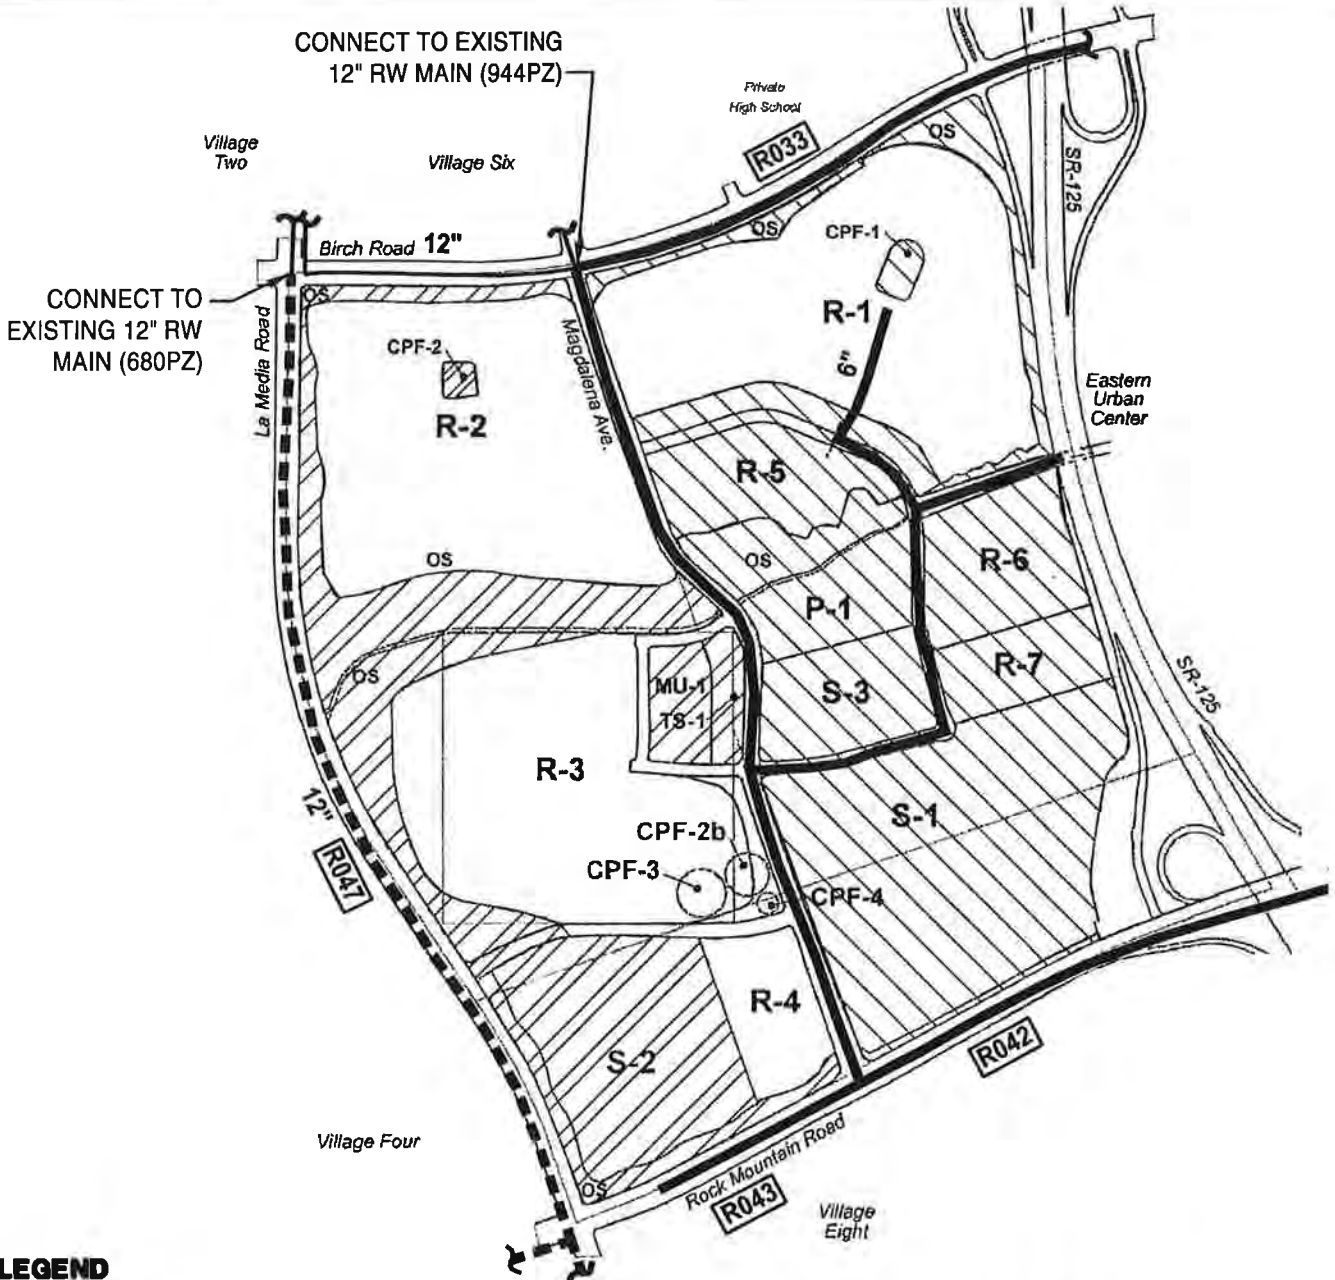 CONNECT TO EXISTING
12" RW MAIN (944PZ)
Private
High School
Village
Two
Village Six
R033
OS
SR-125
Birch Road 12"
OS
CPF-1
CONNECT TO
EXISTING 12" RW
MAIN (680PZ)
OS
La Media Road
Magdalena Ave.
R-1
CPF-2
R-2
6"
Eastern
Urban
Center
R-5
OS
OS
R-6
P-1
R-7
OS
MU-1
TS-1
S-3
SR-125
R-3
12"
S-1
R047
CPF-2b
CPF-3
CPF-4
R-4
S-2
R042
Village Four
Rock Mountain Road
OS
R043
Village
Eight
LEGEND